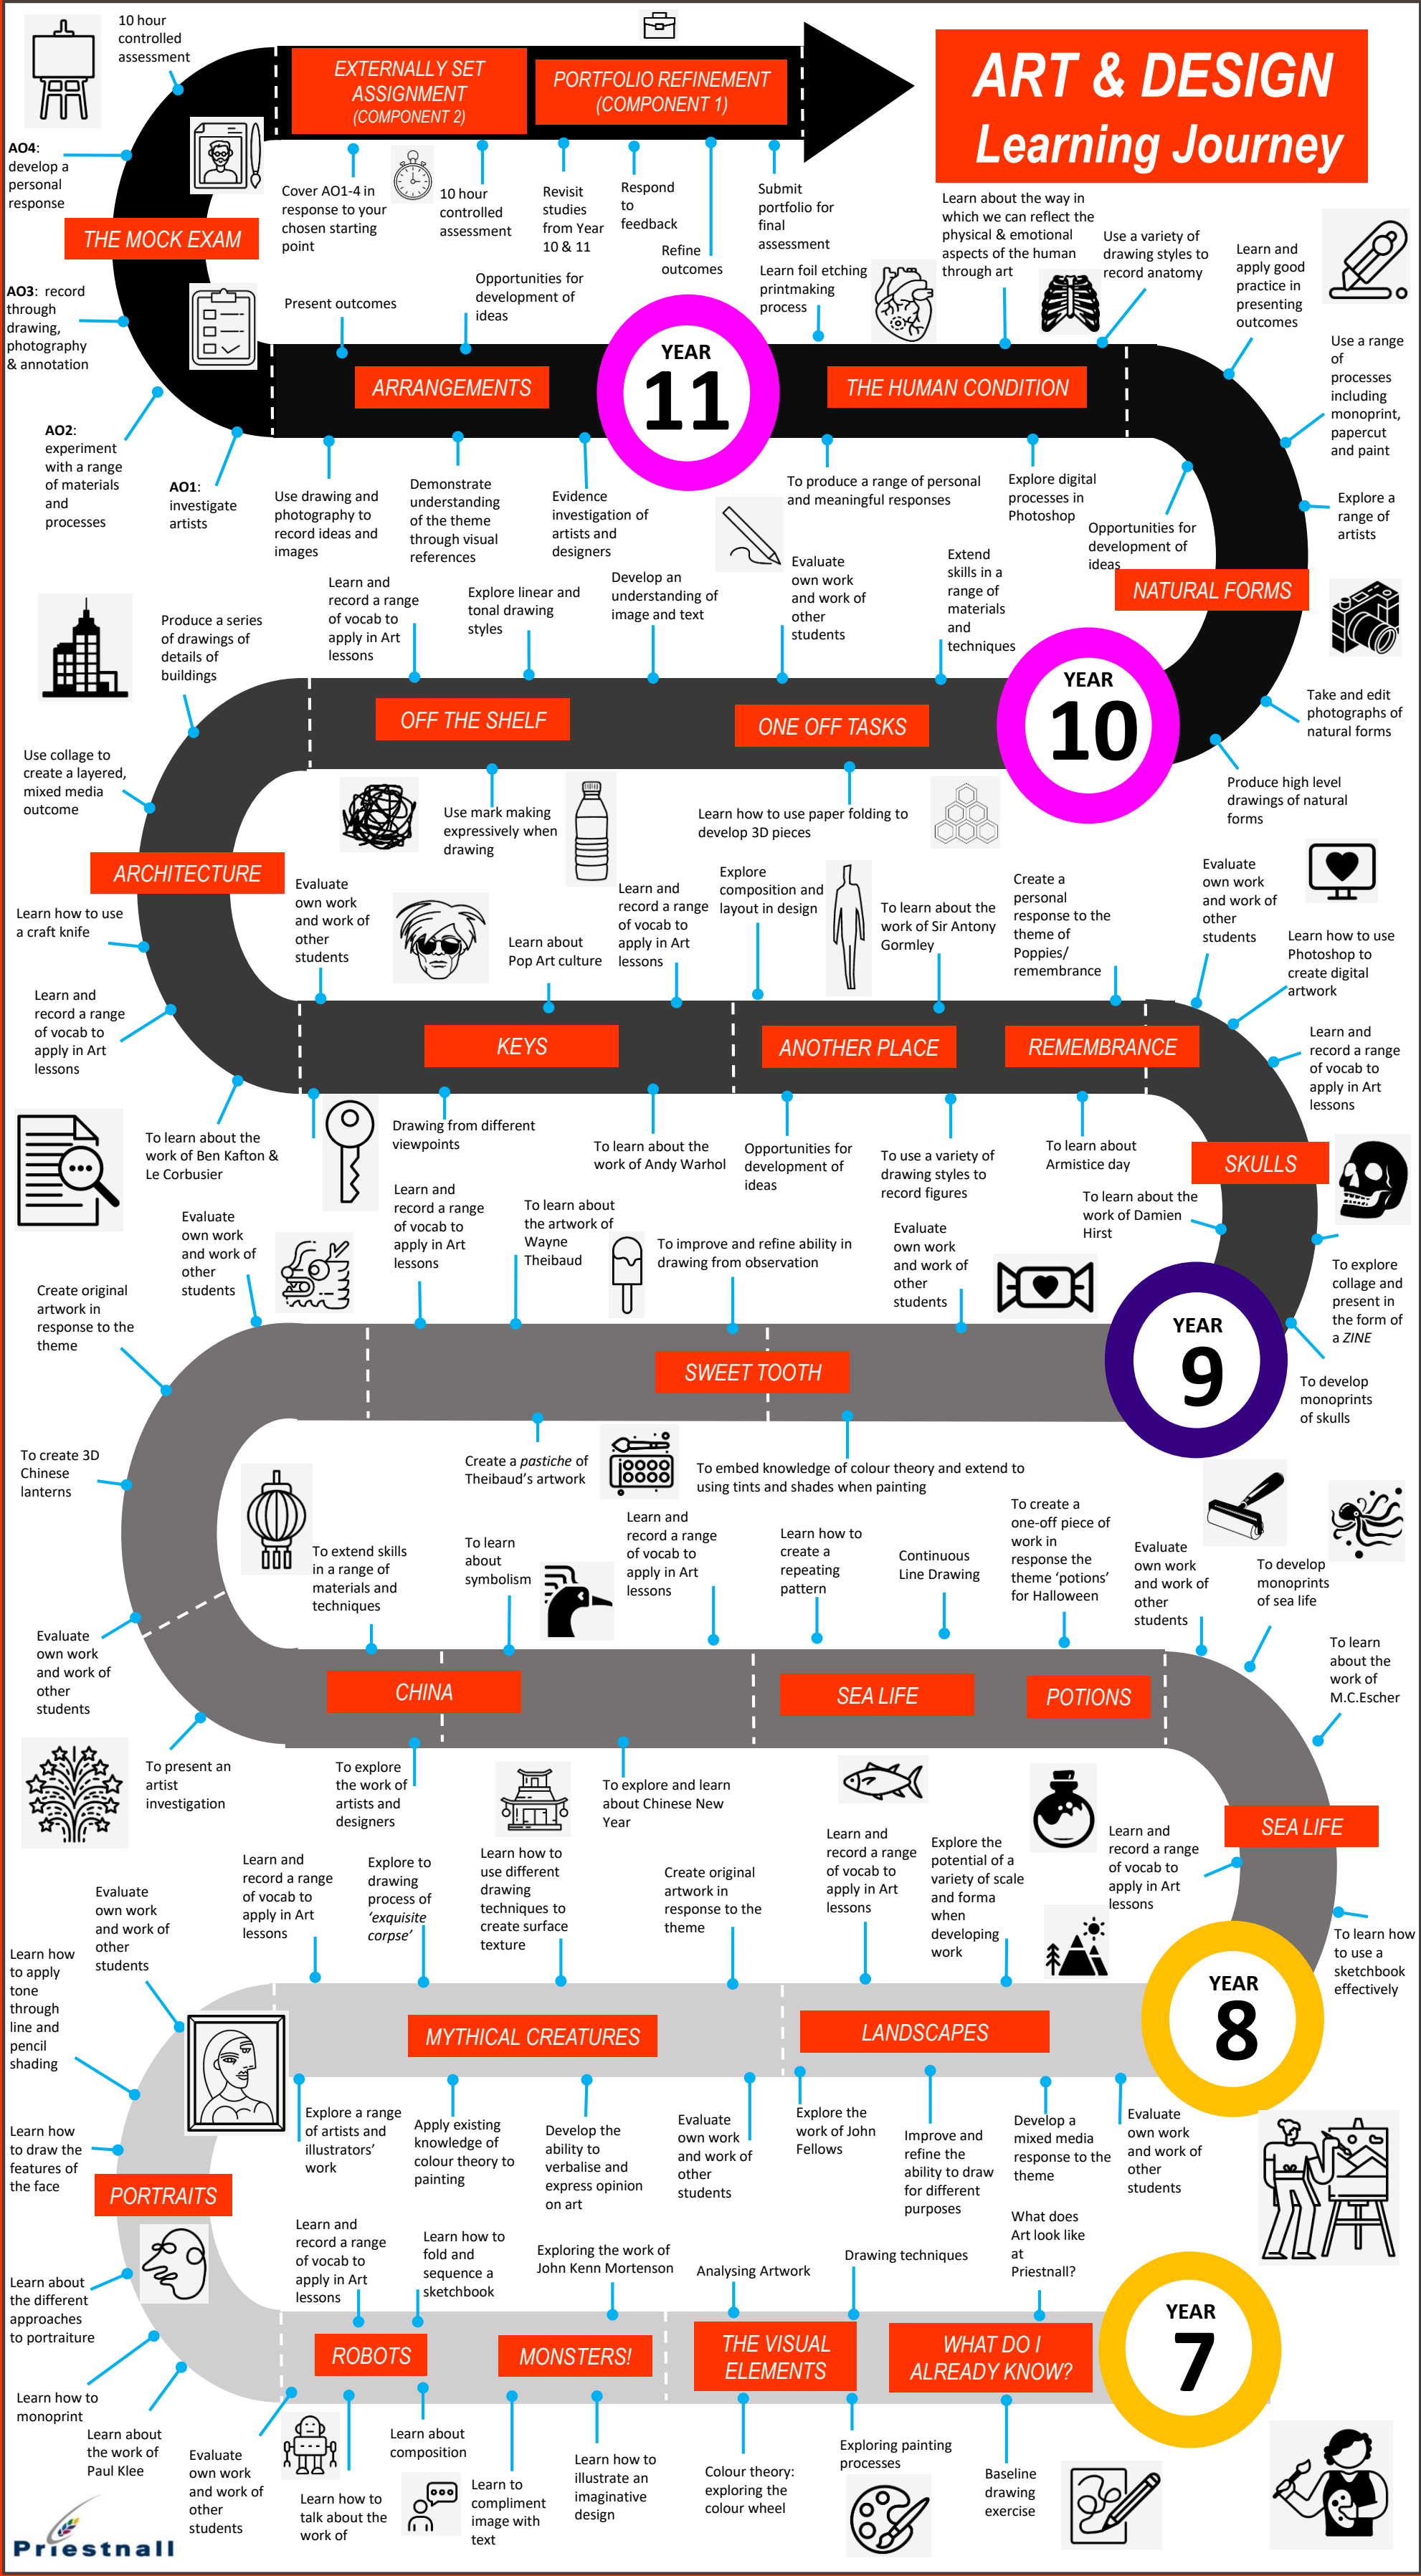 ART & DESIGN
Learning Journey
10 hour
controlled
assessment
EXTERNALLY SET
ASSIGNMENT
(COMPONENT 2)
PORTFOLIO REFINEMENT
(COMPONENT 1)
AO4:
develop a
personal
response
THE MOCK EXAM
Cover AO1-4 in
response to your
chosen starting
point
10 hour
controlled
assessment
Revisit
studies
from Year
10 & 11
Respond
to
feedback
Refine
outcomes
Submit
portfolio for
final
assessment
Learn about the way in
which we can reflect the
physical & emotional
aspects of the human
through art
Use a variety of
drawing styles to
record anatomy
Learn and
apply good
practice in
presenting
outcomes
AO3: record
through
drawing,
photography
& annotation
Present outcomes
Opportunities for
development of
ideas
Learn foil etching
printmaking
process
Use a range
of
processes
including
monoprint,
papercut
and paint
YEAR
11
ARRANGEMENTS
THE HUMAN CONDITION
AO2:
experiment
with a range
of materials
and
processes
AO1:
investigate
artists
Use drawing and
photography to
record ideas and
images
Demonstrate
understanding
of the theme
through visual
references
Evidence
investigation of
artists and
designers
To produce a range of personal
and meaningful responses
Explore digital
processes in
Photoshop
Opportunities for
development of
ideas
Explore a
range of
artists
NATURAL FORMS
Produce a series
of drawings of
details of
buildings
Learn and
record a range
of vocab to
apply in Art
lessons
Explore linear and
tonal drawing
styles
Develop an
understanding of
image and text
Evaluate
own work
and work of
other
students
Extend
skills in a
range of
materials
and
techniques
YEAR
10
Take and edit
photographs of
natural forms
Produce high level
drawings of natural
forms
OFF THE SHELF
ONE OFF TASKS
Use collage to
create a layered,
mixed media
outcome
Use mark making
expressively when
drawing
Learn how to use paper folding to
develop 3D pieces
ARCHITECTURE
Learn how to use
a craft knife
Evaluate
own work
and work of
other
students
Learn about
Pop Art culture
Learn and
record a range
of vocab to
apply in Art
lessons
Explore
composition and
layout in design
To learn about the
work of Sir Antony
Gormley
Create a
personal
response to the
theme of
Poppies/
remembrance
Evaluate
own work
and work of
other
students
Learn how to use
Photoshop to
create digital
artwork
Learn and
record a range
of vocab to
apply in Art
lessons
Learn and
record a range
of vocab to
apply in Art
lessons
KEYS
ANOTHER PLACE
REMEMBRANCE
To learn about the
work of Ben Kafton &
Le Corbusier
Drawing from different
viewpoints
To learn about the
work of Andy Warhol
Opportunities for
development of
ideas
To use a variety of
drawing styles to
record figures
To learn about
Armistice day
SKULLS
To learn about the
work of Damien
Hirst
To explore
collage and
present in
the form of
a ZINE
To develop
monoprints
of skulls
Evaluate
own work
and work of
other
students
Learn and
record a range
of vocab to
apply in Art
lessons
To learn about
the artwork of
Wayne
Theibaud
To improve and refine ability in
drawing from observation
Evaluate
own work
and work of
other
students
Create original
artwork in
response to the
theme
YEAR
9
SWEET TOOTH
To create 3D
Chinese
lanterns
Create a pastiche of
Theibaud's artwork
To embed knowledge of colour theory and extend to
using tints and shades when painting
To extend skills
in a range of
materials and
techniques
To learn
about
symbolism
Learn and
record a range
of vocab to
apply in Art
lessons
Learn how to
create a
repeating
pattern
Continuous
Line Drawing
To create a
one-off piece of
work in
response the
theme 'potions'
for Halloween
Evaluate
own work
and work of
other
students
To develop
monoprints
of sea life
To learn
about the
work of
M.C.Escher
Evaluate
own work
and work of
other
students
CHINA
SEA LIFE
POTIONS
To present an
artist
investigation
To explore
the work of
artists and
designers
To explore and learn
about Chinese New
Year
SEA LIFE
Learn and
record a range
of vocab to
apply in Art
lessons
To learn how
to use a
sketchbook
effectively
Evaluate
own work
and work of
other
students
Learn and
record a range
of vocab to
apply in Art
lessons
Explore to
drawing
process of
'exquisite
corpse'
Learn how to
use different
drawing
techniques to
create surface
texture
Create original
artwork in
response to the
theme
Learn and
record a range
of vocab to
apply in Art
lessons
Explore the
potential of a
variety of scale
and forma
when
developing
work
YEAR
8
Learn how
to apply
tone
through
line and
pencil
shading
MYTHICAL CREATURES
LANDSCAPES
Learn how
to draw the
features of
the face
Explore a range
of artists and
illustrators'
work
Apply existing
knowledge of
colour theory to
painting
Develop the
ability to
verbalise and
express opinion
on art
Evaluate
own work
and work of
other
students
Explore the
work of John
Fellows
Improve and
refine the
ability to draw
for different
purposes
Develop a
mixed media
response to the
theme
Evaluate
own work
and work of
other
students
PORTRAITS
Learn about
the different
approaches
to portraiture
Learn and
record a range
of vocab to
apply in Art
lessons
Learn how to
fold and
sequence a
sketchbook
Exploring the work of
John Kenn Mortenson
Analysing Artwork
Drawing techniques
What does
Art look like
at
Priestnall?
YEAR
7
ROBOTS
MONSTERS!
THE VISUAL
ELEMENTS
WHAT DO I
ALREADY KNOW?
Learn how to
monoprint
Learn about
the work of
Paul Klee
Evaluate
own work
and work of
other
students
Learn how to
talk about the
work of
Learn about
composition
Learn to
compliment
image with
text
Learn how to
illustrate an
imaginative
design
Colour theory:
exploring the
colour wheel
Exploring painting
processes
Baseline
drawing
exercise
Priestnall